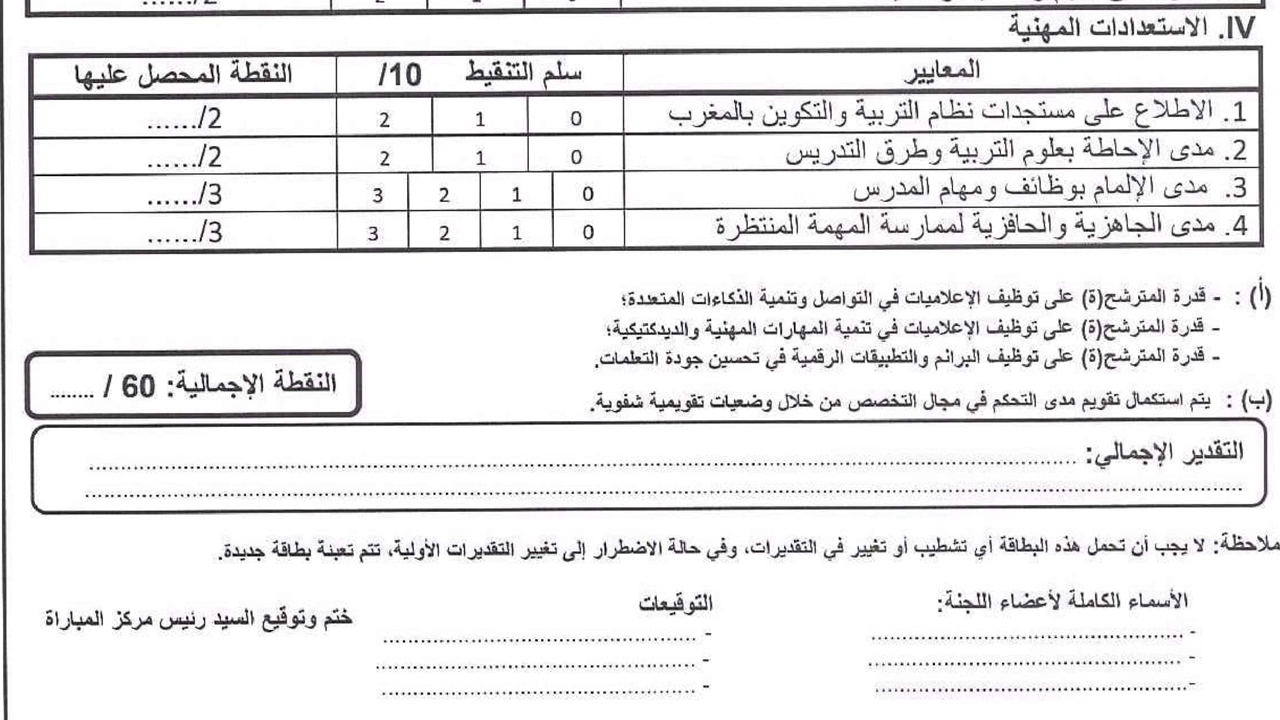 IV. الاستعدادات المهنية
المعايير سلم التنقيط 10/ النقطة المحصل عليها
1. الاطلاع على مستجدات نظام التربية والتكوين بالمغرب 0 1 2 ....../2
2. مدى الإحاطة بعلوم التربية وطرق التدريس 0 1 2 ....../2
3. مدى الإلمام بوظائف ومهام المدرس 0 1 2 3 ....../3
4. مدى الجاهزية والحافزية لممارسة المهمة المنتظرة 0 1 2 3 ....../3
(أ) : - قدرة المترشح(ة) على توظيف الإعلاميات في التواصل وتنمية الذكاءات المتعددة؛
- قدرة المترشح(ة) على توظيف الإعلاميات في تنمية المهارات المهنية والديدكتيكية؛
- قدرة المترشح(ة) على توظيف البرانم والتطبيقات الرقمية في تحسين جودة التعلمات.
(ب) : يتم استكمال تقويم مدى التحكم في مجال التخصص من خلال وضعيات تقويمية شفوية.
النقطة الإجمالية: 60 / ........
التقدير الإجمالي: ........
ملاحظة: لا يجب أن تحمل هذه البطاقة أي تشطيب أو تغيير في التقديرات، وفي حالة الاضطرار إلى تغيير التقديرات الأولية، تتم تعبئة بطاقة جديدة.
الأسماء الكاملة لأعضاء اللجنة: التوقيعات ختم وتوقيع السيد رئيس مركز المباراة